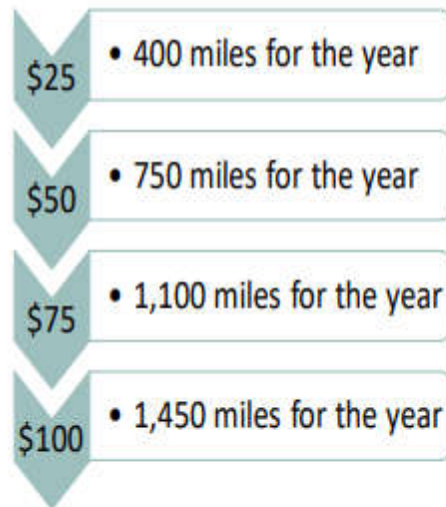 $25
• 400 miles for the year
$50
• 750 miles for the year
$75
• 1,100 miles for the year
$100
• 1,450 miles for the year